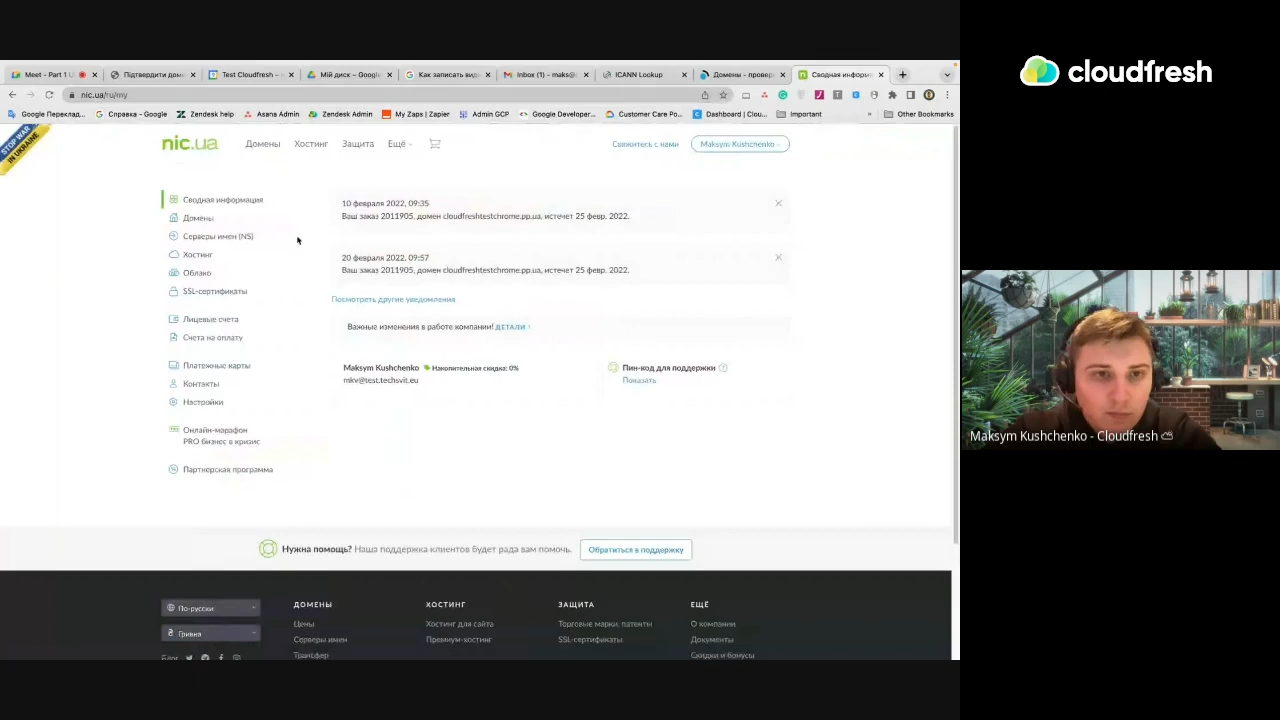 Meet - Part 1 U
Підтвердити дом
Test Cloudfresh -
Мій диск – Google
Как записать вид
Inbox (1) - maks@
ICANN Lookup
Домены - провер
Сводная информ
nic.ua/ru/my
Google Переклад...
Справка – Google
Zendesk help
Asana Admin
Zendesk Admin
My Zaps | Zapier
Admin GCP
Google Developer...
Customer Care Po...
Dashboard | Clou...
Important
»
Other Bookmarks
STOP WAR
IN UKRAINE
nic.ua
Домены
Хостинг
Защита
Ещё
Свяжитесь с нами
Maksym Kushchenko
Сводная информация
Домены
Серверы имен (NS)
Хостинг
Облако
SSL-сертификаты
Лицевые счета
Счета на оплату
Платежные карты
Контакты
Настройки
Онлайн-марафон
PRO бизнес в кризис
Партнерская программа
10 февраля 2022, 09:35
Ваш заказ 2011905, домен cloudfreshtestchrome.pp.ua, истечет 25 февр. 2022.
20 февраля 2022, 09:57
Ваш заказ 2011905, домен cloudfreshtestchrome.pp.ua, истечет 25 февр. 2022.
Посмотреть другие уведомления
Важные изменения в работе компании! ДЕТАЛИ ›
Maksym Kushchenko Накопительная скидка: 0%
mkv@test.techsvit.eu
Пин-код для поддержки ?
Показать
Нужна помощь? Наша поддержка клиентов будет рада вам помочь.
Обратиться в поддержку
По-русски
₴ Гривна
Блог
ДОМЕНЫ
Цены
Серверы имен
Трансфер
ХОСТИНГ
Хостинг для сайта
Премиум-хостинг
ЗАЩИТА
Торговые марки, патенты
SSL-сертификаты
ЕЩЁ
О компании
Документы
Скидки и бонусы
cloudfresh
Maksym Kushchenko - Cloudfresh